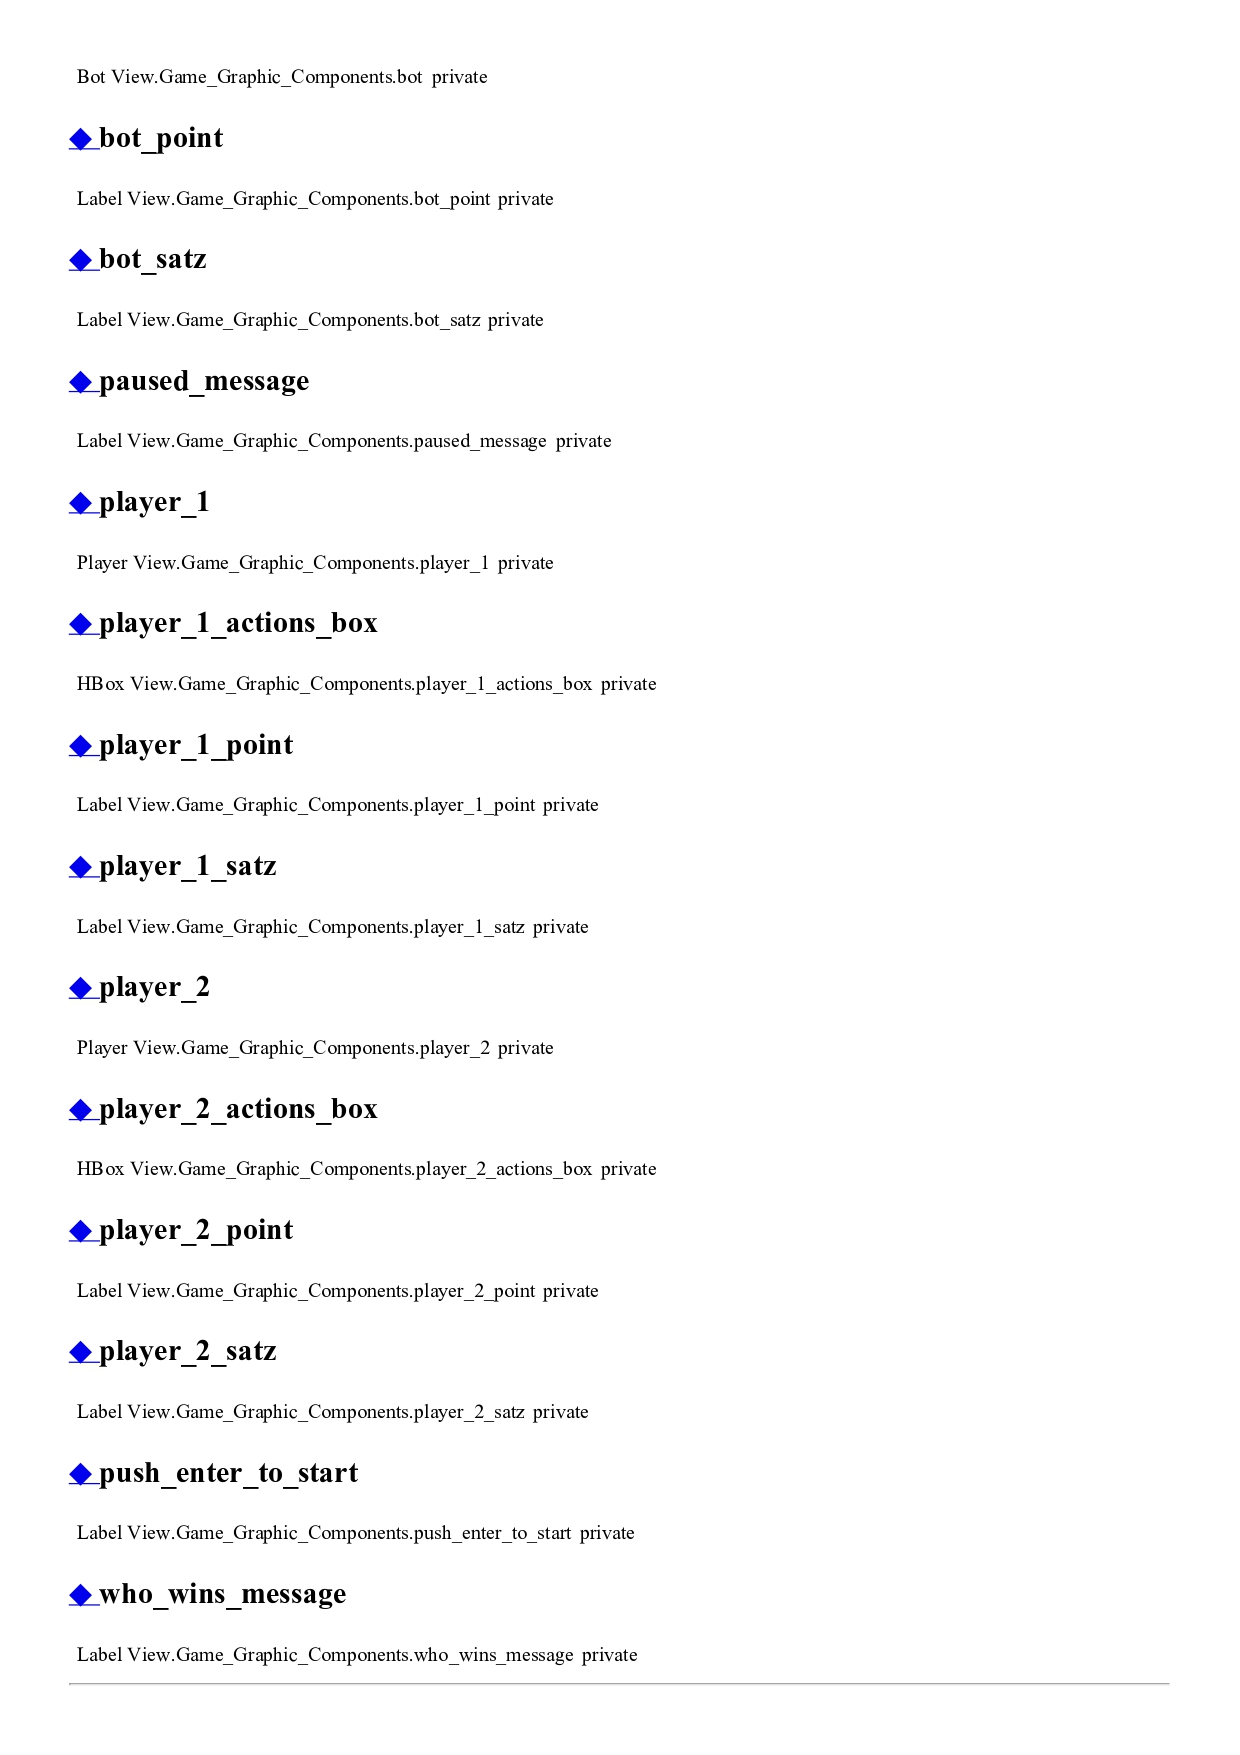 Bot View.Game_Graphic_Components.bot private
◆ bot_point
Label View.Game_Graphic_Components.bot_point private
◆ bot_satz
Label View.Game_Graphic_Components.bot_satz private
◆ paused_message
Label View.Game_Graphic_Components.paused_message private
◆ player_1
Player View.Game_Graphic_Components.player_1 private
◆ player_1_actions_box
HBox View.Game_Graphic_Components.player_1_actions_box private
◆ player_1_point
Label View.Game_Graphic_Components.player_1_point private
◆ player_1_satz
Label View.Game_Graphic_Components.player_1_satz private
◆ player_2
Player View.Game_Graphic_Components.player_2 private
◆ player_2_actions_box
HBox View.Game_Graphic_Components.player_2_actions_box private
◆ player_2_point
Label View.Game_Graphic_Components.player_2_point private
◆ player_2_satz
Label View.Game_Graphic_Components.player_2_satz private
◆ push_enter_to_start
Label View.Game_Graphic_Components.push_enter_to_start private
◆ who_wins_message
Label View.Game_Graphic_Components.who_wins_message private